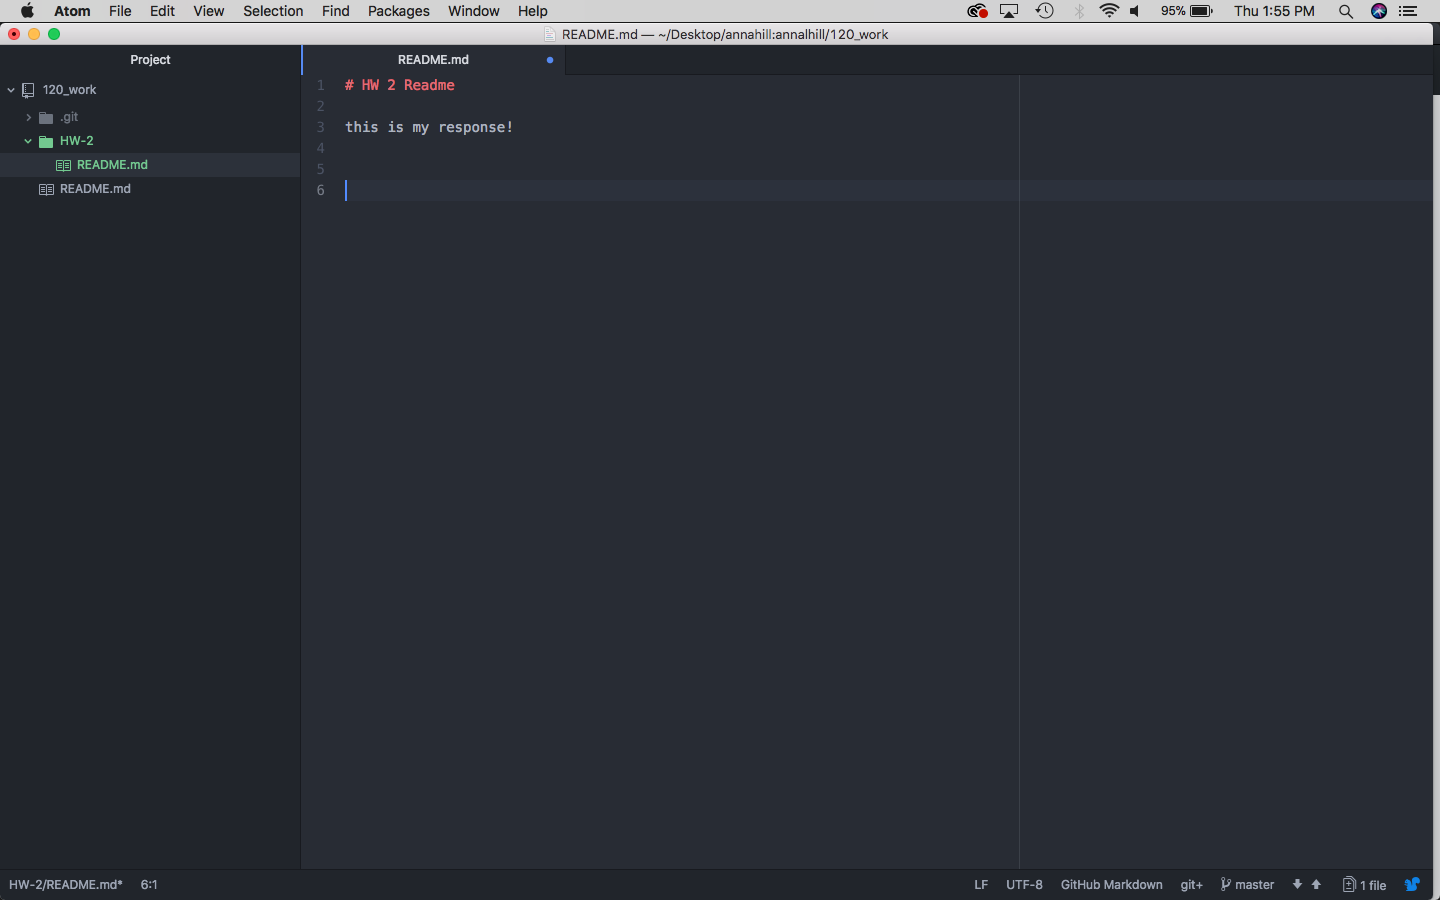 Atom File Edit View Selection Find Packages Window Help 95% Thu 1:55 PM
README.md — ~/Desktop/annahill:annalhill/120_work
Project
README.md
120_work
.git
HW-2
README.md
README.md
1 # HW 2 Readme
2
3 this is my response!
4
5
6
HW-2/README.md* 6:1 LF UTF-8 GitHub Markdown git+ master 1 file